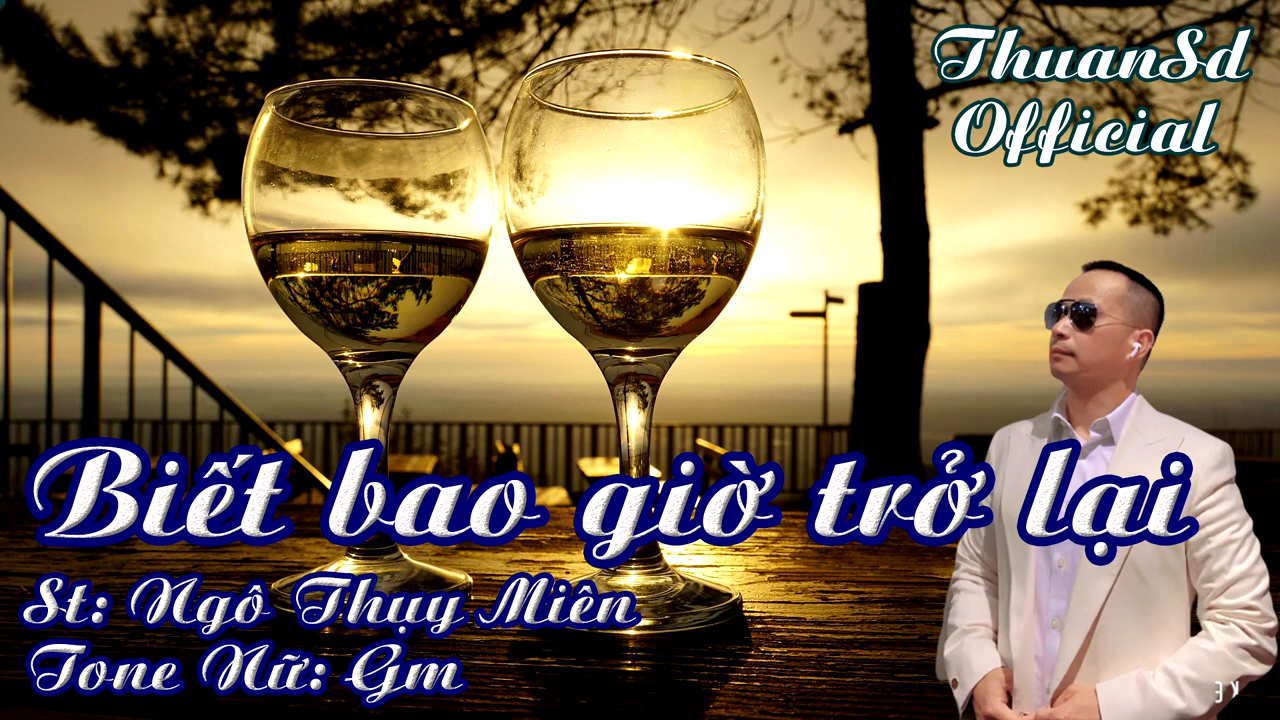 ThuanSd
Official
Biết bao giờ trở lại
St: Ngô Thụy Miên
Tone Nữ: Gm